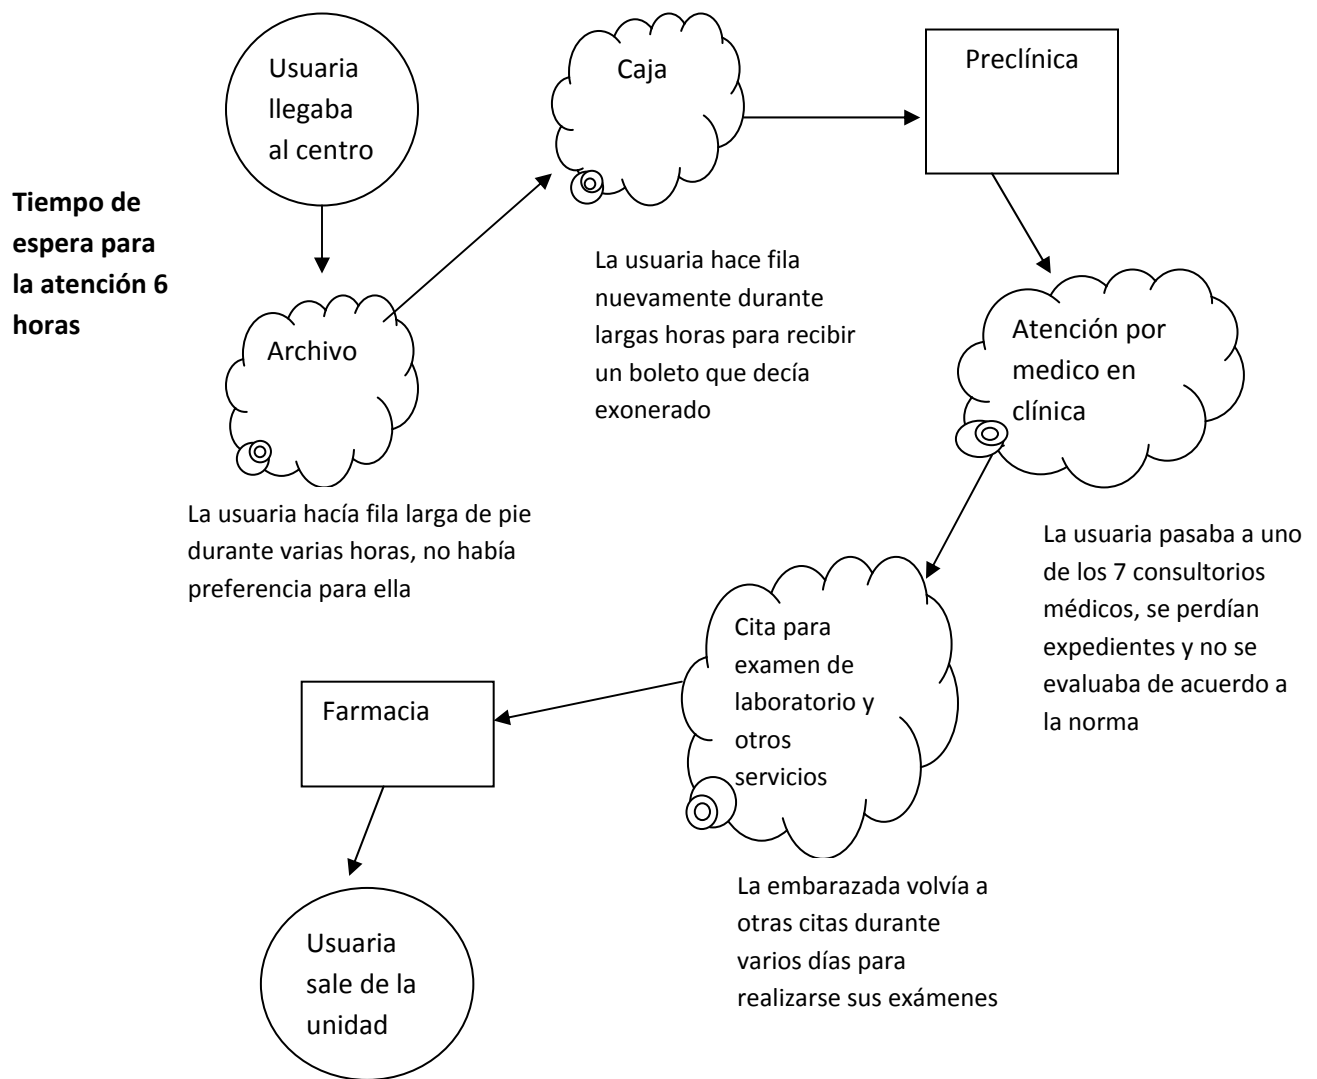 Usuaria
llegaba
al centro
Caja
Preclínica
Tiempo de
espera para
la atención 6
horas
Archivo
La usuaria hace fila
nuevamente durante
largas horas para recibir
un boleto que decía
exonerado
Atención por
medico en
clínica
La usuaria hacía fila larga de pie
durante varias horas, no había
preferencia para ella
La usuaria pasaba a uno
de los 7 consultorios
médicos, se perdían
expedientes y no se
evaluaba de acuerdo a
la norma
Cita para
examen de
laboratorio y
otros
servicios
Farmacia
La embarazada volvía a
otras citas durante
varios días para
realizarse sus exámenes
Usuaria
sale de la
unidad